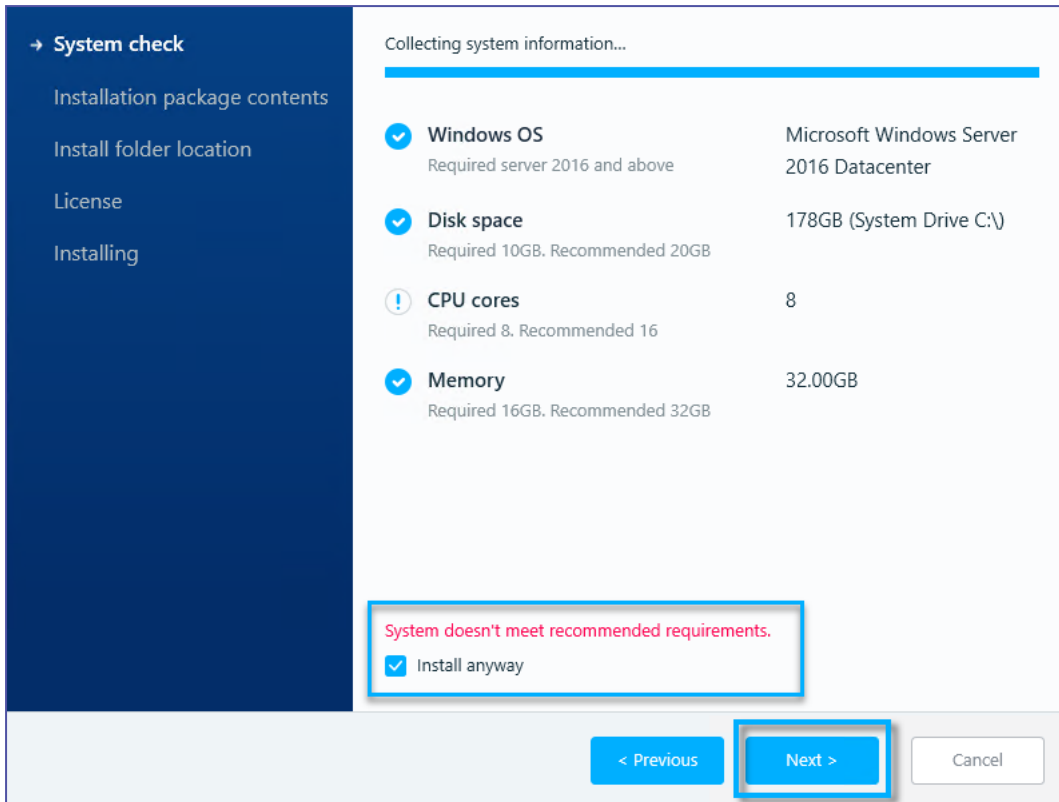 System check
Installation package contents
Install folder location
License
Installing
Collecting system information...
Windows OS
Required server 2016 and above
Microsoft Windows Server
2016 Datacenter
Disk space
Required 10GB. Recommended 20GB
178GB (System Drive C:\)
CPU cores
Required 8. Recommended 16
8
Memory
Required 16GB. Recommended 32GB
32.00GB
System doesn't meet recommended requirements.
Install anyway
< Previous
Next >
Cancel